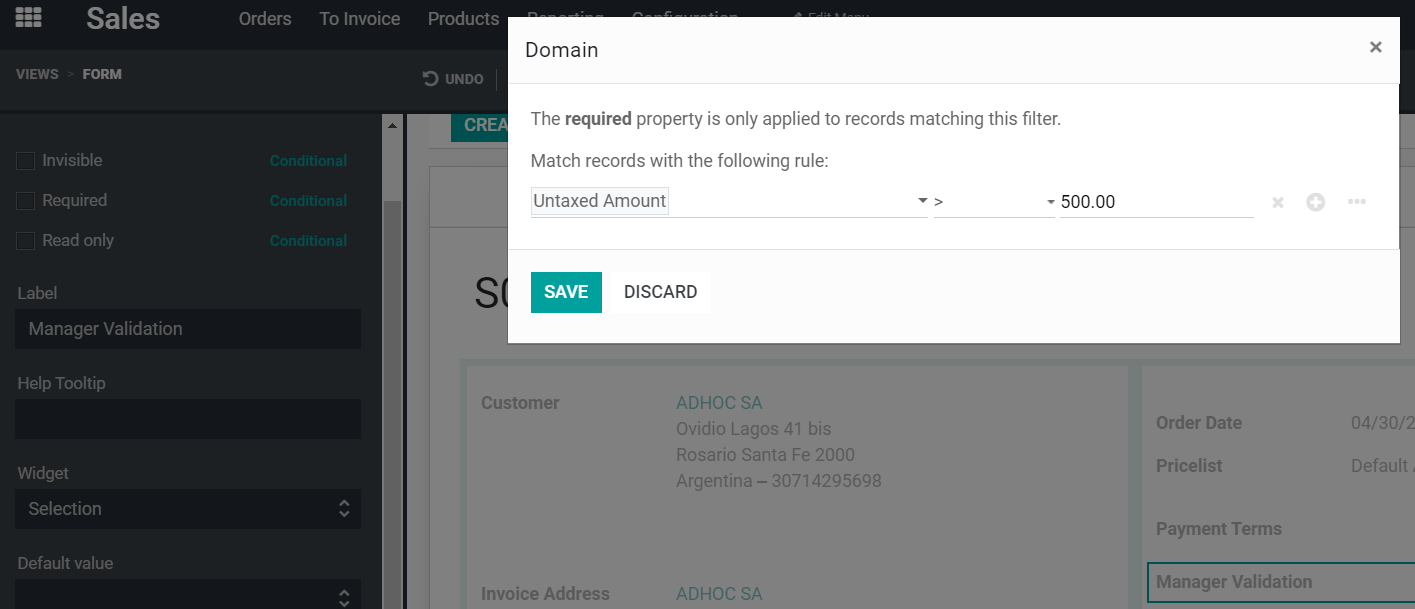 Sales
Orders
To Invoice
Products
Reporting
Configuration
Edit Menu
VIEWS > FORM
UNDO
Domain
×
The required property is only applied to records matching this filter.
Match records with the following rule:
Untaxed Amount
>
500.00
SAVE
DISCARD
Invisible
Conditional
Required
Conditional
Read only
Conditional
Label
Manager Validation
Help Tooltip
Widget
Selection
Default value
CREA
S0
Customer
ADHOC SA
Ovidio Lagos 41 bis
Rosario Santa Fe 2000
Argentina – 30714295698
Invoice Address
ADHOC SA
Order Date
04/30/2
Pricelist
Default
Payment Terms
Manager Validation